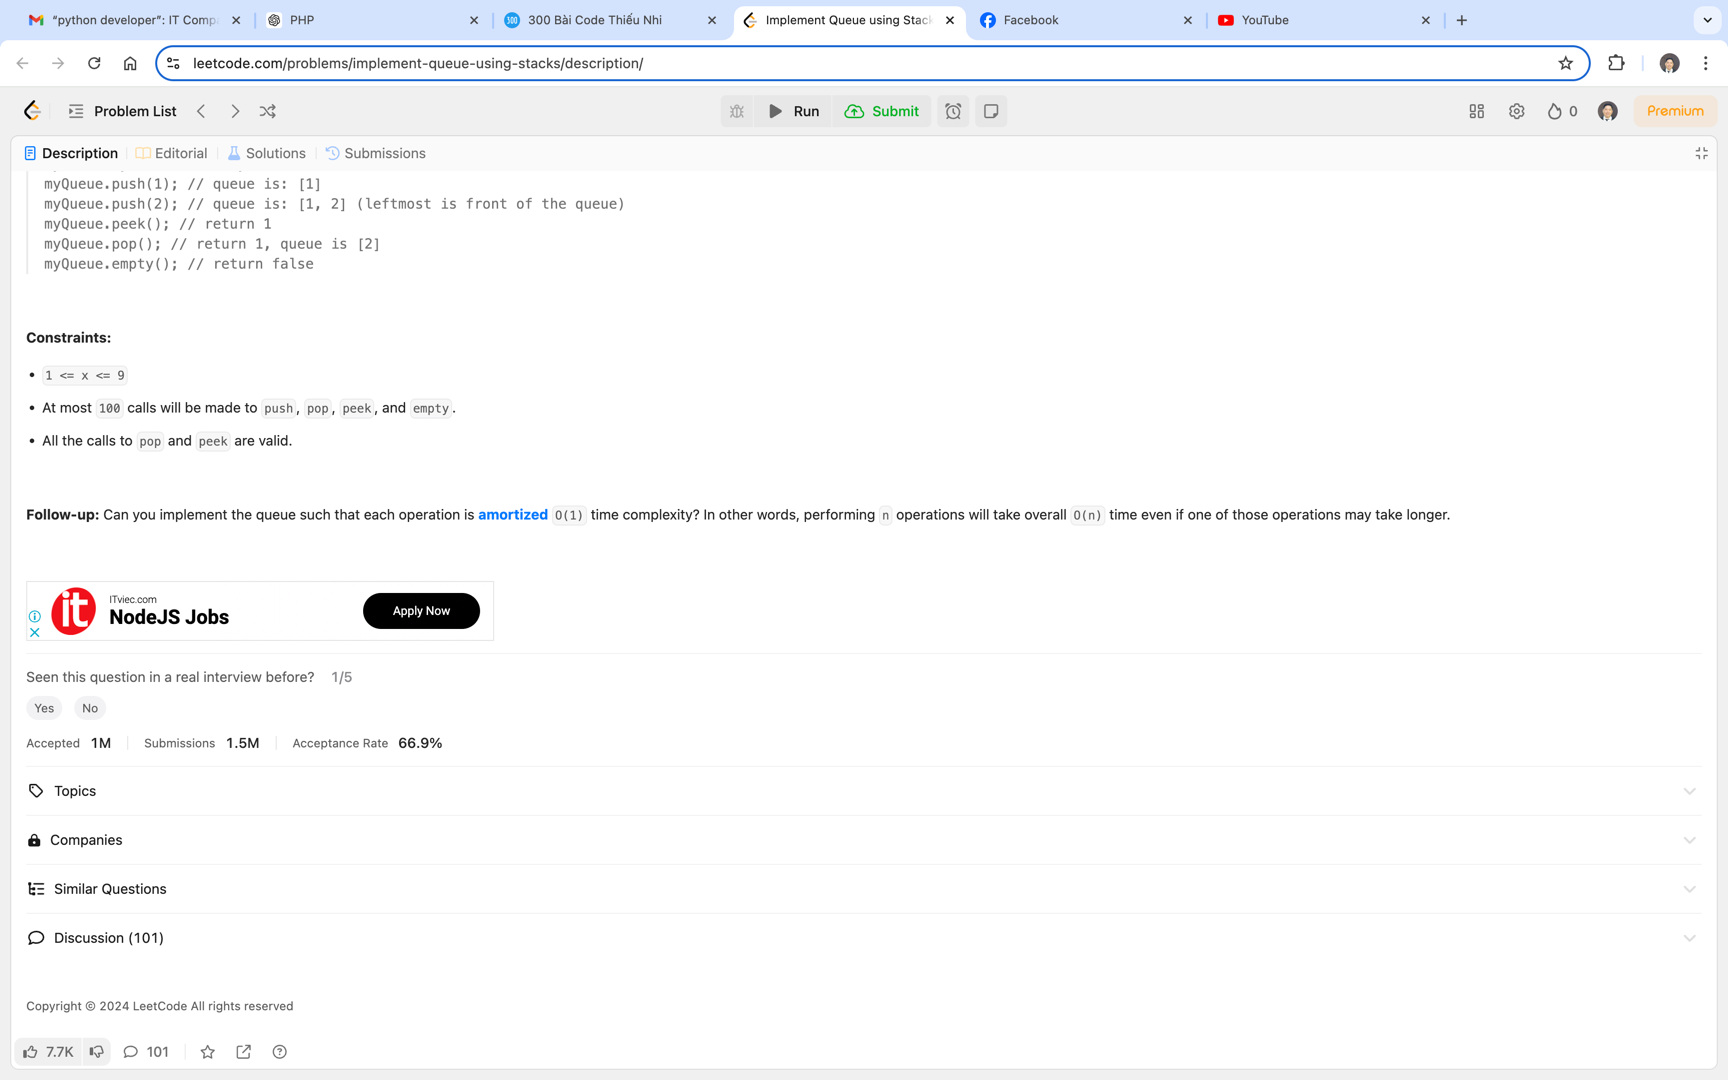 "python developer": IT Comp
PHP
300 Bài Code Thiếu Nhi
Implement Queue using Stack
Facebook
YouTube
leetcode.com/problems/implement-queue-using-stacks/description/
Problem List
Run
Submit
0
Premium
Description
Editorial
Solutions
Submissions
myQueue.push(1); // queue is: [1]
myQueue.push(2); // queue is: [1, 2] (leftmost is front of the queue)
myQueue.peek(); // return 1
myQueue.pop(); // return 1, queue is [2]
myQueue.empty(); // return false
Constraints:
• 1 <= x <= 9
• At most 100 calls will be made to push, pop, peek, and empty.
• All the calls to pop and peek are valid.
Follow-up: Can you implement the queue such that each operation is amortized O(1) time complexity? In other words, performing n operations will take overall O(n) time even if one of those operations may take longer.
it
ITviec.com
NodeJS Jobs
Apply Now
Seen this question in a real interview before? 1/5
Yes
No
Accepted 1M
Submissions 1.5M
Acceptance Rate 66.9%
Topics
Companies
Similar Questions
Discussion (101)
Copyright © 2024 LeetCode All rights reserved
7.7K
101